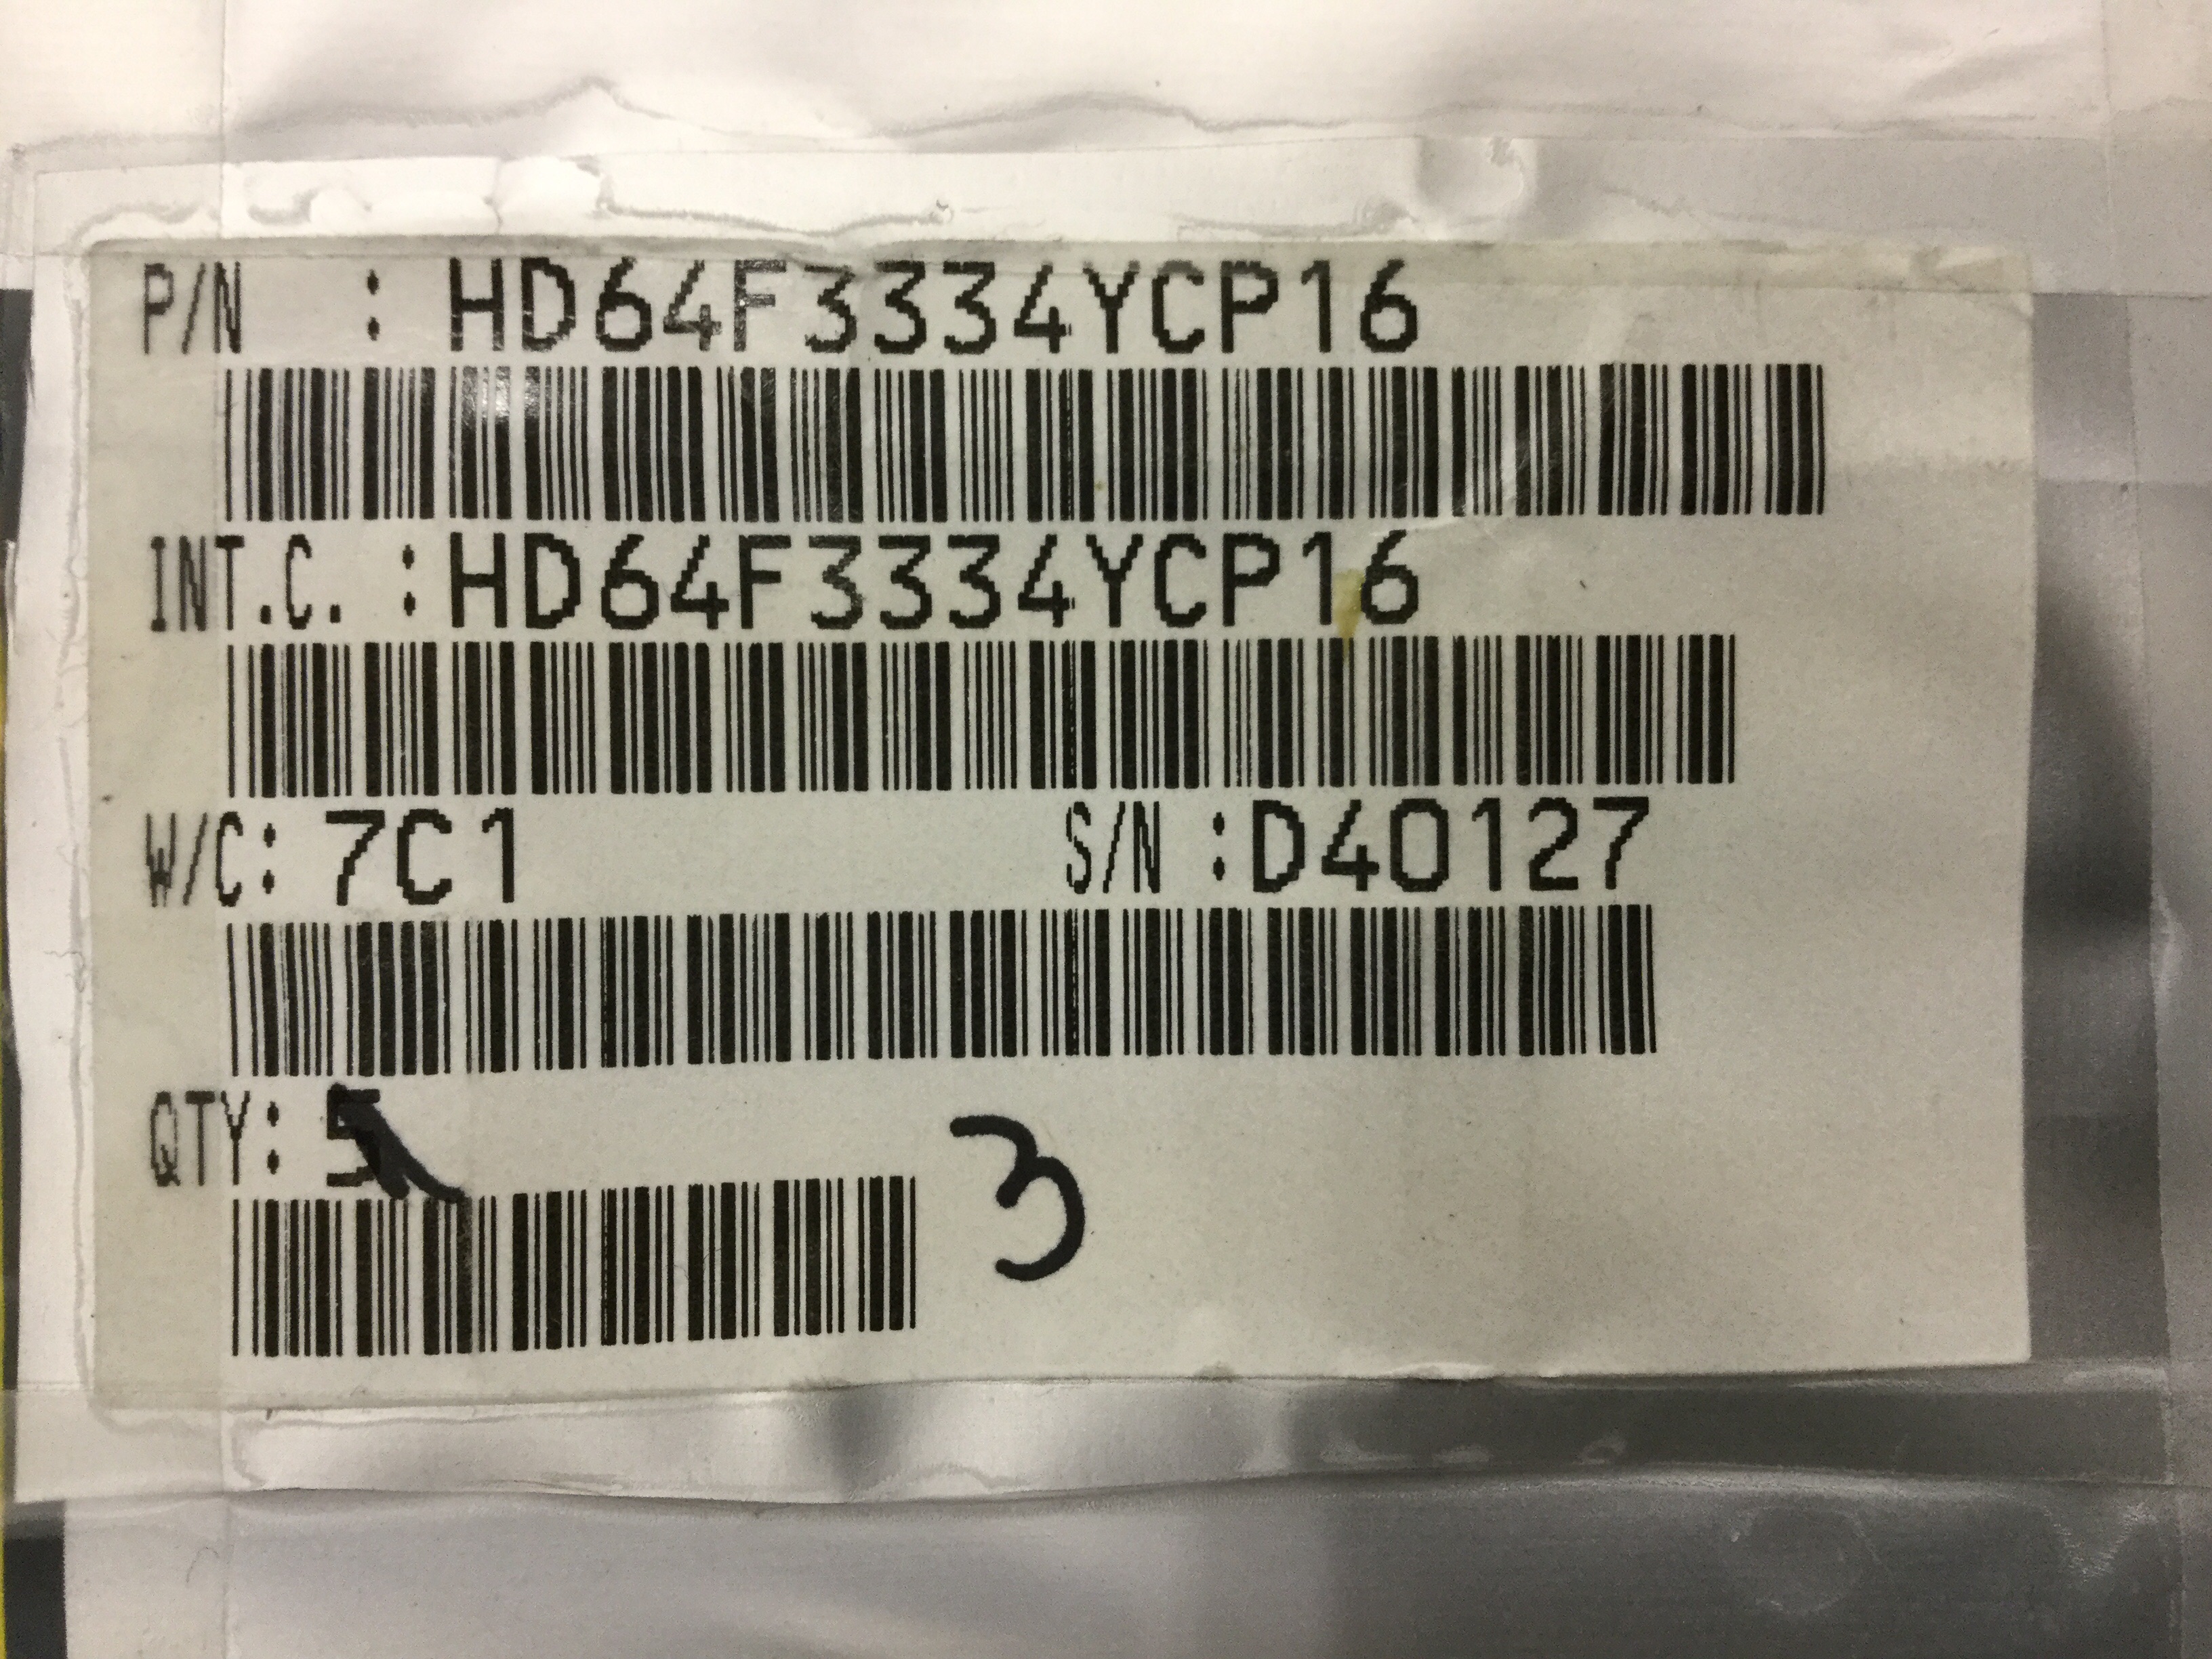 P/N : HD64F3334YCP16
INT.C. :HD64F3334YCP16
W/C: 7C1 S/N :D40127
QTY: 5
3